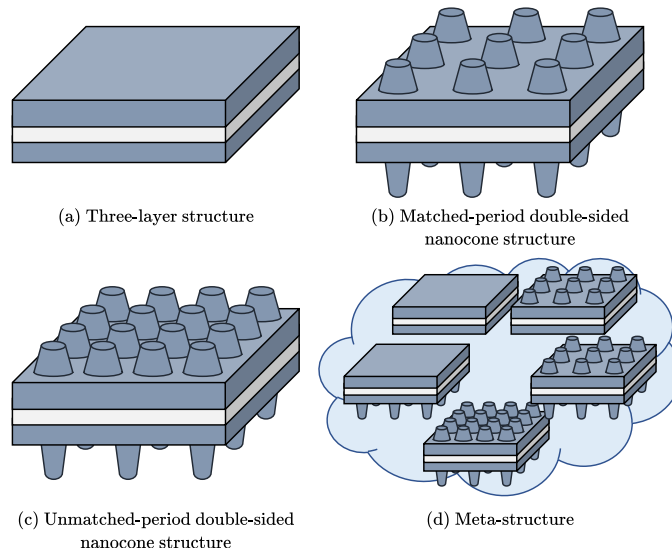 (a) Three-layer structure
(b) Matched-period double-sided
nanocone structure
(c) Unmatched-period double-sided
nanocone structure
(d) Meta-structure